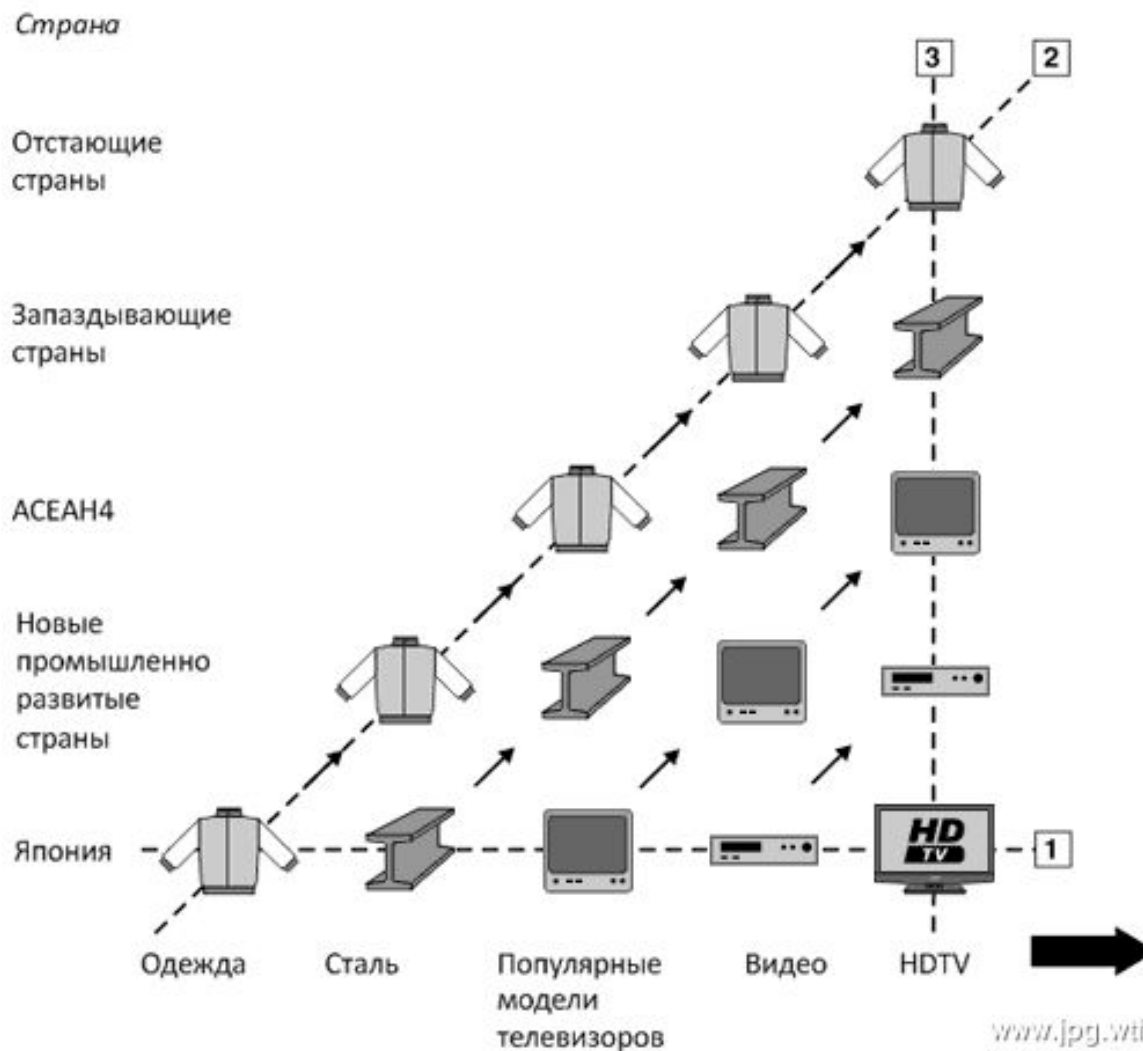 Страна
3
2
Отстающие
страны
Запаздывающие
страны
АСЕАН4
Новые
промышленно
развитые
страны
Япония
HD
TV
1
Одежда
Сталь
Популярные
модели
телевизоров
Видео
HDTV